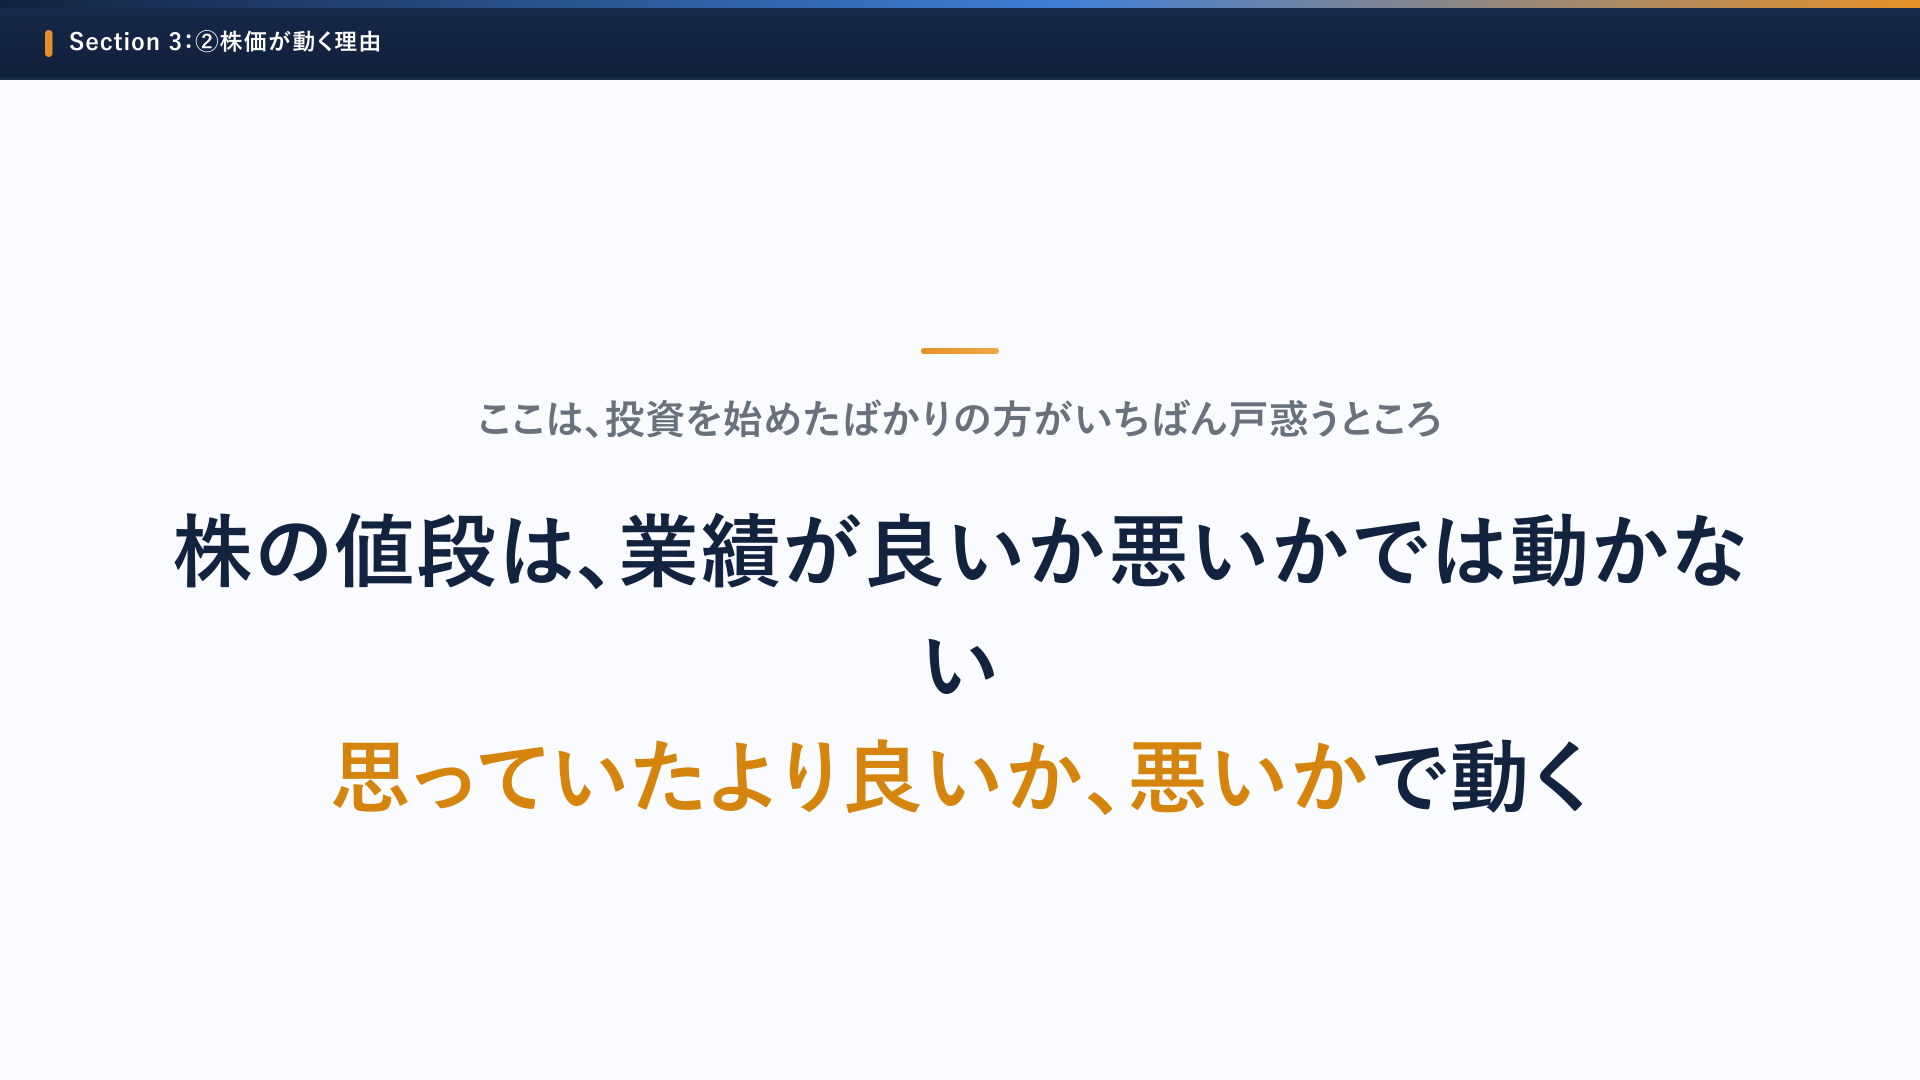 Section 3：②株価が動く理由
ここは、投資を始めたばかりの方がいちばん戸惑うところ
株の値段は、業績が良いか悪いかでは動かな
い
思っていたより良いか、悪いかで動く